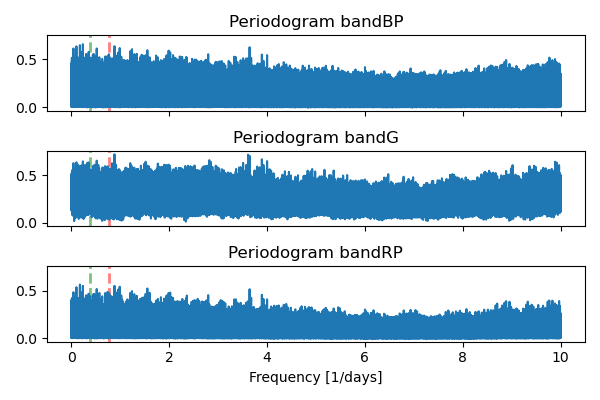 Periodogram bandBP
0.5
0.0
Periodogram bandG
0.5
0.0
Periodogram bandRP
0.5
0.0
0 2 4 6 8 10
Frequency [1/days]